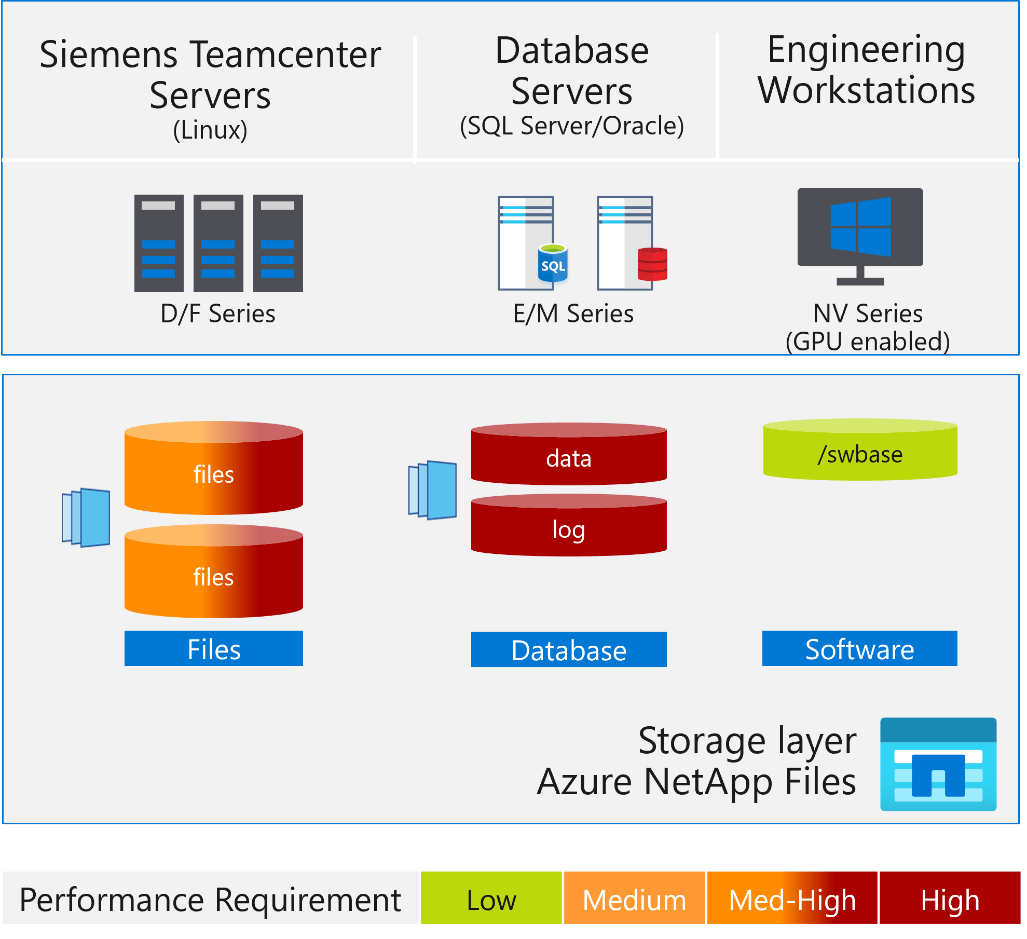 Siemens Teamcenter
Servers
(Linux)
Database
Servers
(SQL Server/Oracle)
Engineering
Workstations
SQL
D/F Series
E/M Series
NV Series
(GPU enabled)
files
files
Files
data
log
Database
/swbase
Software
Storage layer
Azure NetApp Files
Performance Requirement
Low
Medium
Med-High
High